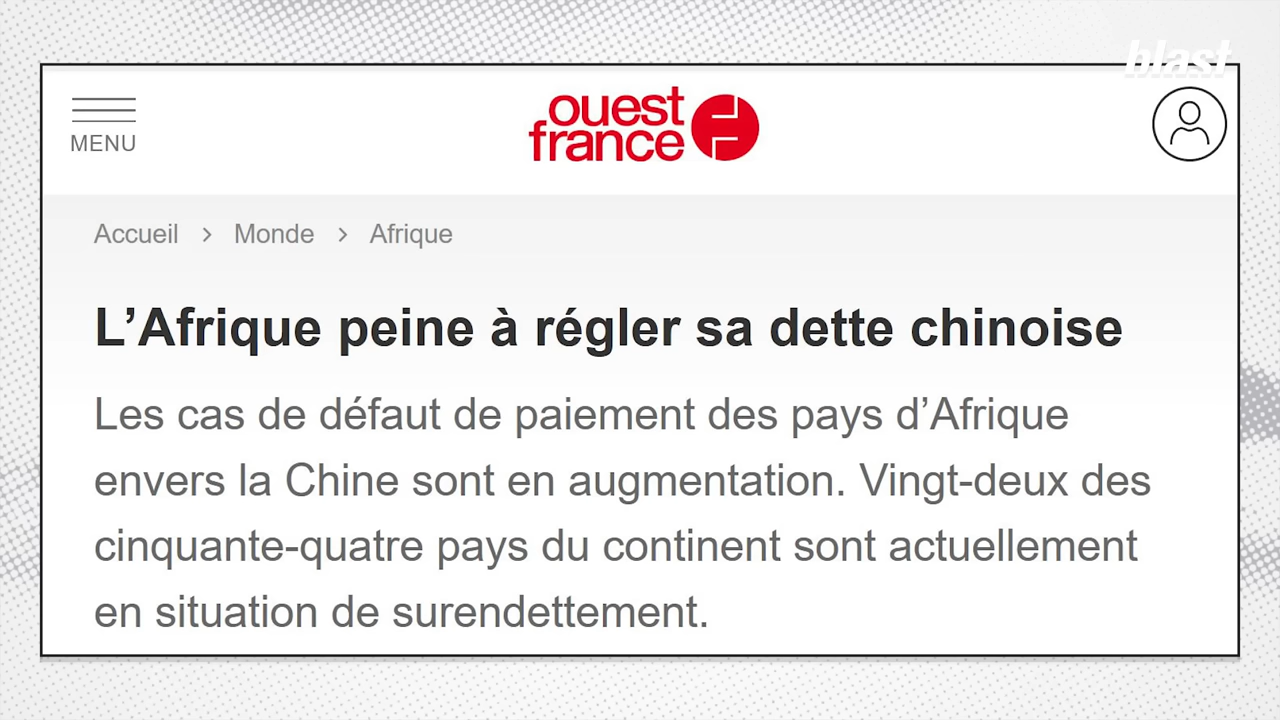 blast
MENU
ouest
france
Accueil > Monde > Afrique
L’Afrique peine à régler sa dette chinoise
Les cas de défaut de paiement des pays d’Afrique
envers la Chine sont en augmentation. Vingt-deux des
cinquante-quatre pays du continent sont actuellement
en situation de surendettement.